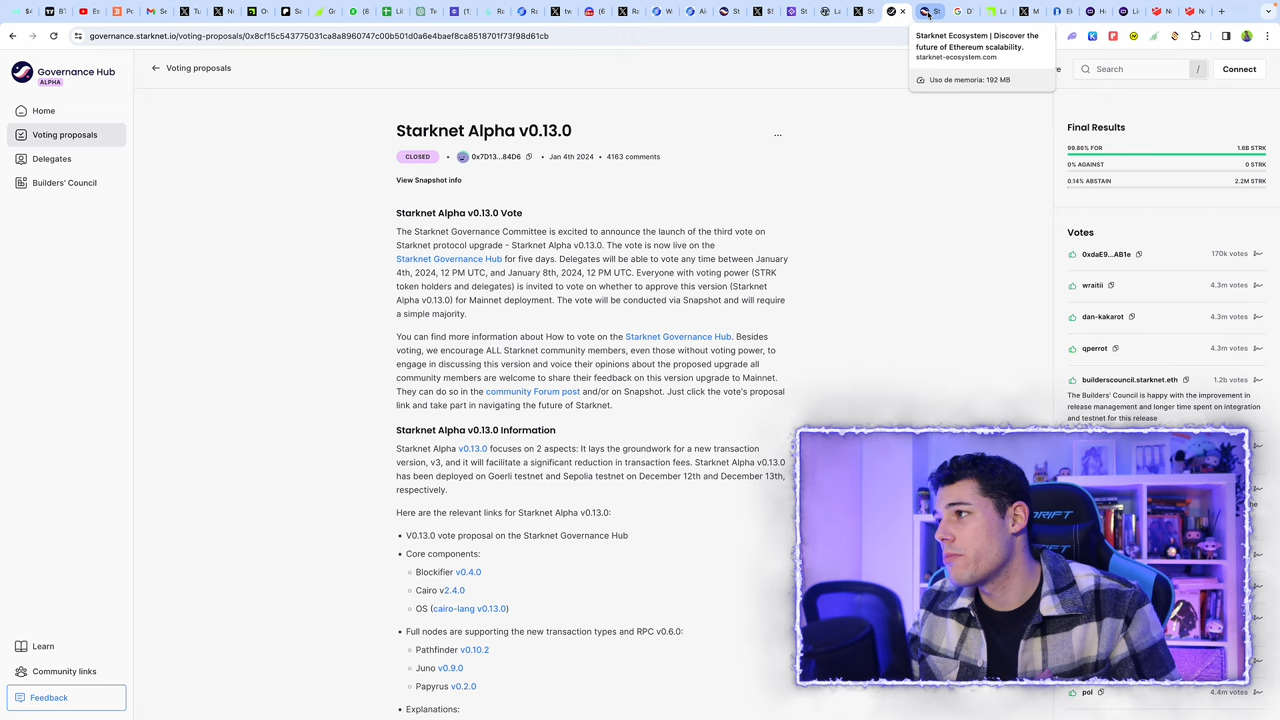 governance.starknet.io/voting-proposals/0x8cf15c543775031ca8a8960747c00b501d0a6e4baef8ca8518701f73f98d61cb
Starknet Ecosystem | Discover the
future of Ethereum scalability.
starknet-ecosystem.com
Uso de memoria: 192 MB
Governance Hub
ALPHA
Voting proposals
Search
/
Connect
Home
Voting proposals
Delegates
Builders' Council
Learn
Community links
Feedback
Starknet Alpha v0.13.0
...
CLOSED • 0x7D13...84D6 • Jan 4th 2024 • 4163 comments
View Snapshot info
Starknet Alpha v0.13.0 Vote
The Starknet Governance Committee is excited to announce the launch of the third vote on
Starknet protocol upgrade - Starknet Alpha v0.13.0. The vote is now live on the
Starknet Governance Hub for five days. Delegates will be able to vote any time between January
4th, 2024, 12 PM UTC, and January 8th, 2024, 12 PM UTC. Everyone with voting power (STRK
token holders and delegates) is invited to vote on whether to approve this version (Starknet
Alpha v0.13.0) for Mainnet deployment. The vote will be conducted via Snapshot and will require
a simple majority.
You can find more information about How to vote on the Starknet Governance Hub. Besides
voting, we encourage ALL Starknet community members, even those without voting power, to
engage in discussing this version and voice their opinions about the proposed upgrade all
community members are welcome to share their feedback on this version upgrade to Mainnet.
They can do so in the community Forum post and/or on Snapshot. Just click the vote's proposal
link and take part in navigating the future of Starknet.
Starknet Alpha v0.13.0 Information
Starknet Alpha v0.13.0 focuses on 2 aspects: It lays the groundwork for a new transaction
version, v3, and it will facilitate a significant reduction in transaction fees. Starknet Alpha v0.13.0
has been deployed on Goerli testnet and Sepolia testnet on December 12th and December 13th,
respectively.
Here are the relevant links for Starknet Alpha v0.13.0:
• V0.13.0 vote proposal on the Starknet Governance Hub
• Core components:
Blockifier v0.4.0
Cairo v2.4.0
OS (cairo-lang v0.13.0)
• Full nodes are supporting the new transaction types and RPC v0.6.0:
Pathfinder v0.10.2
Juno v0.9.0
Papyrus v0.2.0
• Explanations:
Final Results
99.86% FOR 1.6B STRK
0% AGAINST 0 STRK
0.14% ABSTAIN 2.2M STRK
Votes
0xdaE9...AB1e 170k votes
wraitii 4.3m votes
dan-kakarot 4.3m votes
qperrot 4.3m votes
builderscouncil.starknet.eth 1.2b votes
The Builders' Council is happy with the improvement in
release management and longer time spent on integration
and testnet for this release
DRIFT
pol 4.4m votes